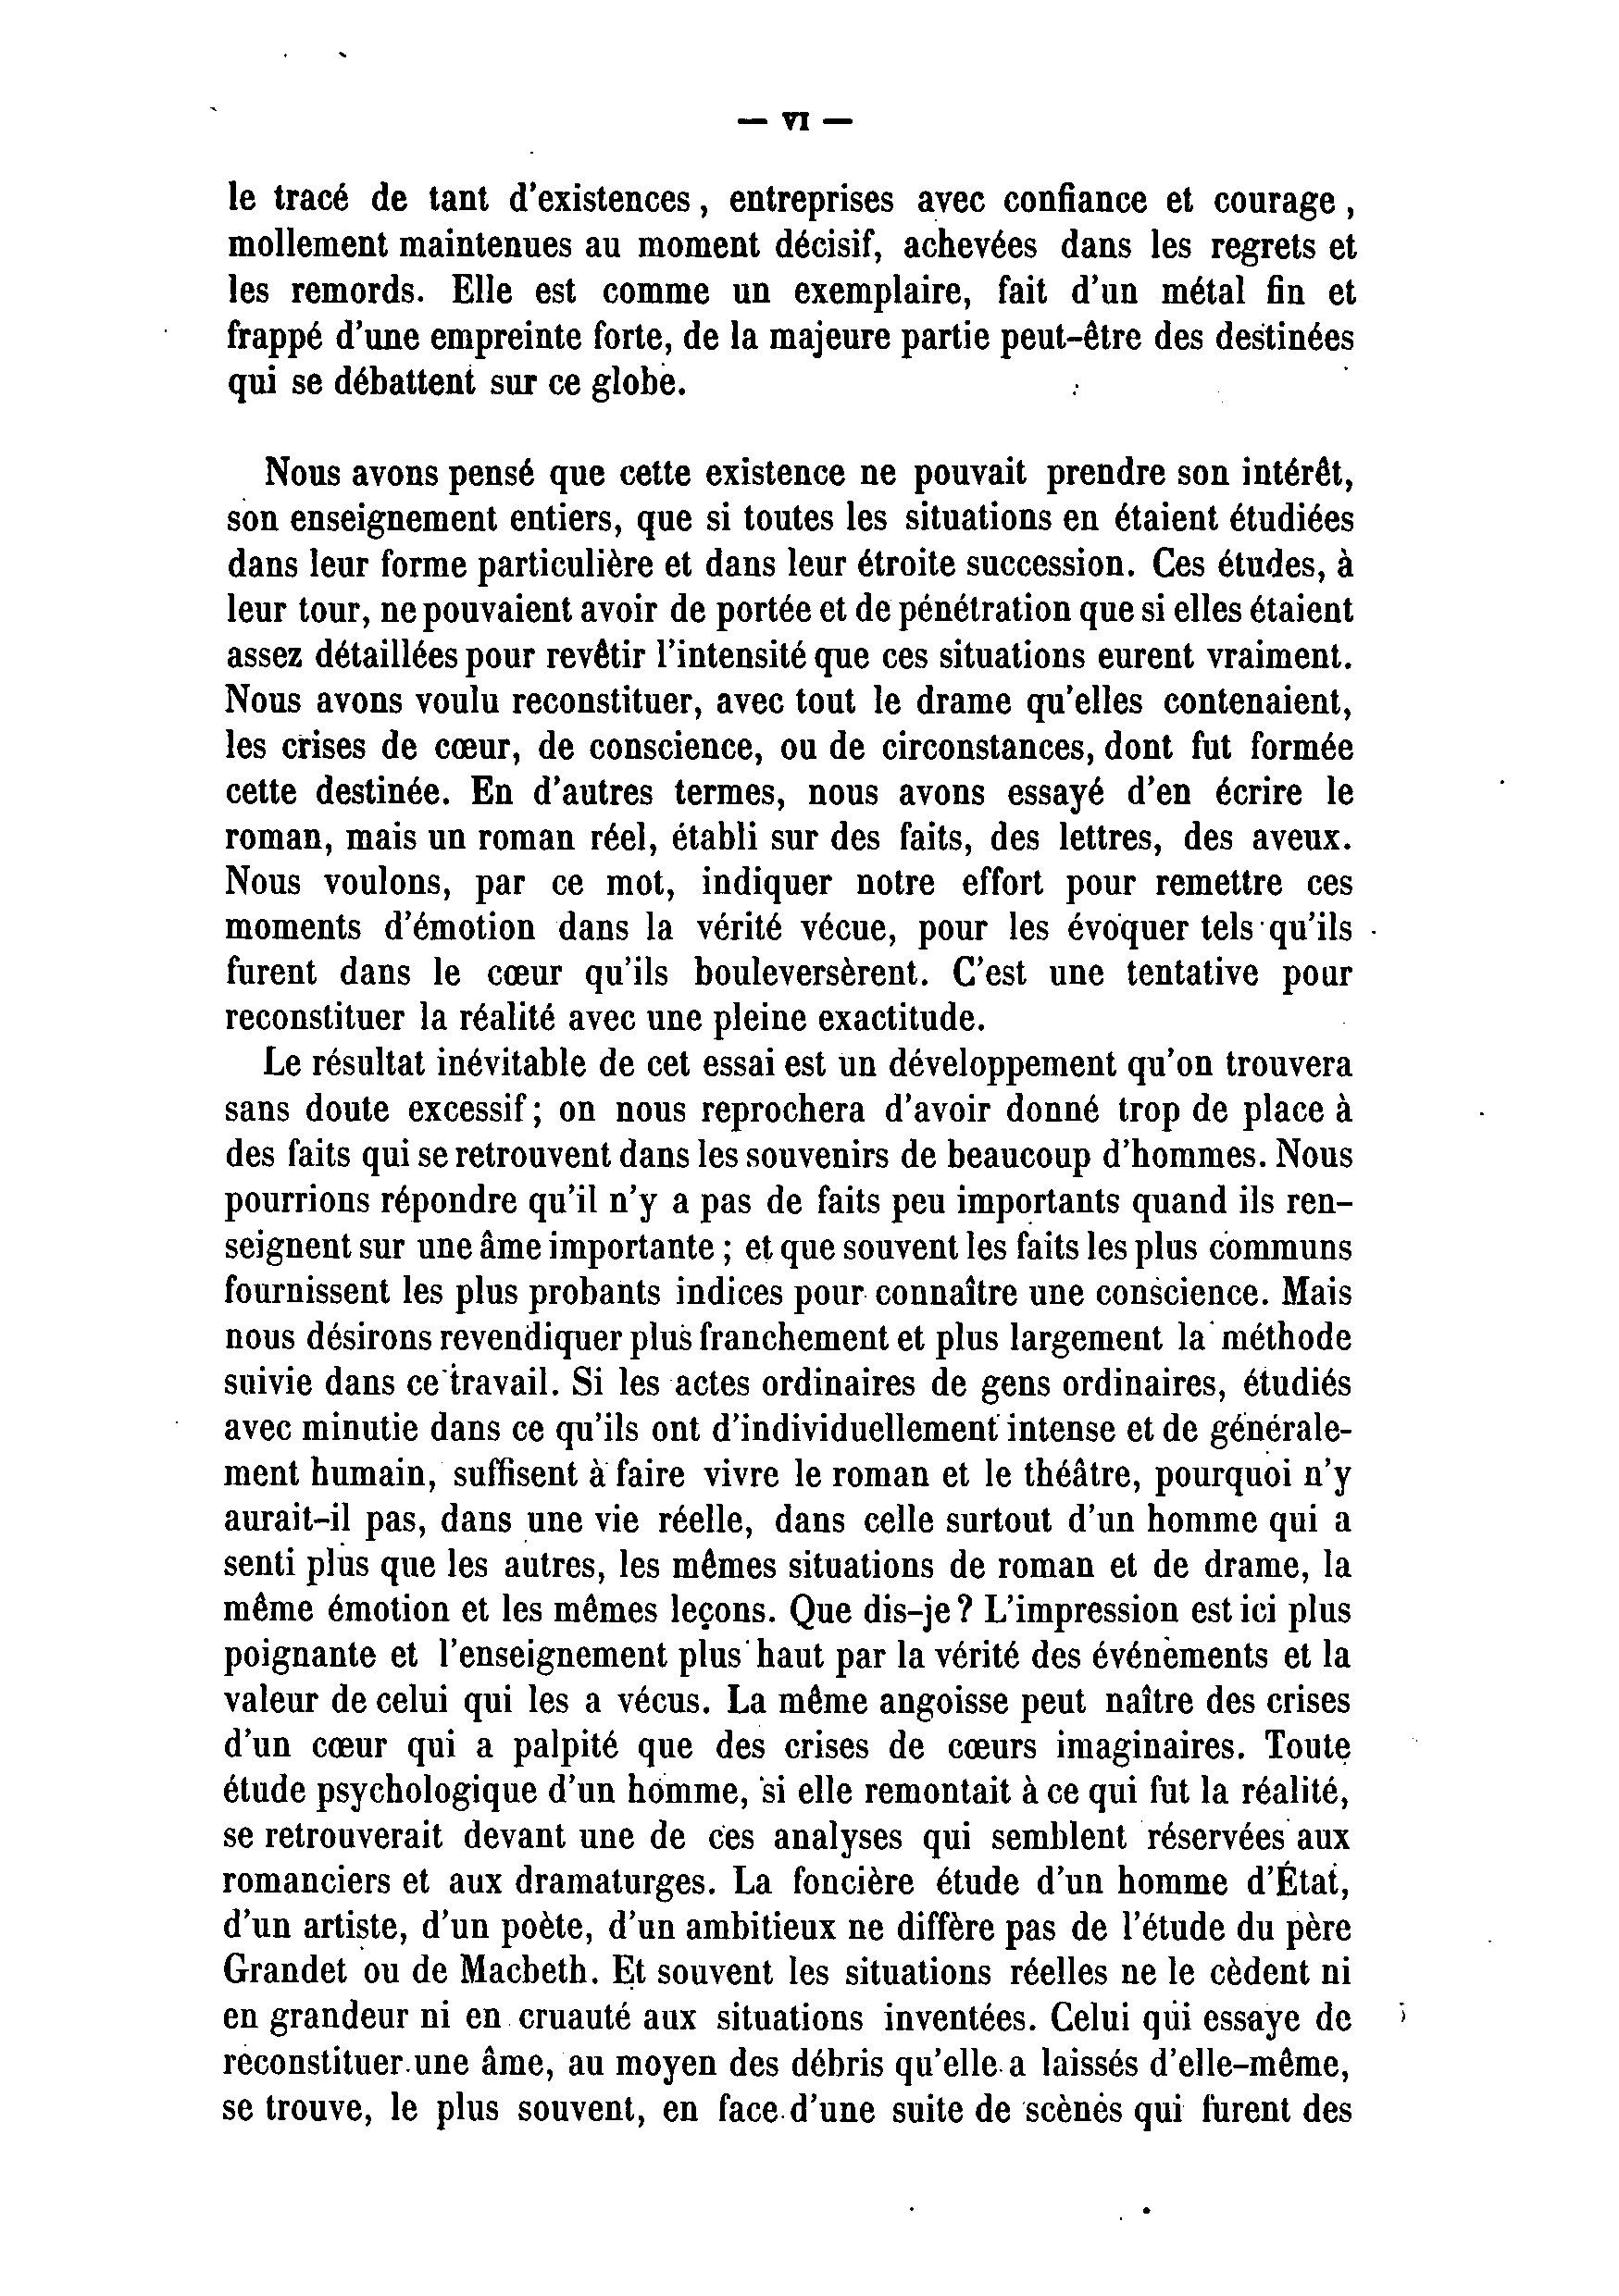 — VI —
le tracé de tant d'existences, entreprises avec confiance et courage,
mollement maintenues au moment décisif, achevées dans les regrets et
les remords. Elle est comme un exemplaire, fait d'un métal fin et
frappé d'une empreinte forte, de la majeure partie peut-être des destinées
qui se débattent sur ce globe.
Nous avons pensé que cette existence ne pouvait prendre son intérêt,
son enseignement entiers, que si toutes les situations en étaient étudiées
dans leur forme particulière et dans leur étroite succession. Ces études, à
leur tour, ne pouvaient avoir de portée et de pénétration que si elles étaient
assez détaillées pour revêtir l'intensité que ces situations eurent vraiment.
Nous avons voulu reconstituer, avec tout le drame qu'elles contenaient,
les crises de cœur, de conscience, ou de circonstances, dont fut formée
cette destinée. En d'autres termes, nous avons essayé d'en écrire le
roman, mais un roman réel, établi sur des faits, des lettres, des aveux.
Nous voulons, par ce mot, indiquer notre effort pour remettre ces
moments d'émotion dans la vérité vécue, pour les évoquer tels qu'ils
furent dans le cœur qu'ils bouleversèrent. C'est une tentative pour
reconstituer la réalité avec une pleine exactitude.
Le résultat inévitable de cet essai est un développement qu'on trouvera
sans doute excessif ; on nous reprochera d'avoir donné trop de place à
des faits qui se retrouvent dans les souvenirs de beaucoup d'hommes. Nous
pourrions répondre qu'il n'y a pas de faits peu importants quand ils ren-
seignent sur une âme importante ; et que souvent les faits les plus communs
fournissent les plus probants indices pour connaître une conscience. Mais
nous désirons revendiquer plus franchement et plus largement la méthode
suivie dans ce travail. Si les actes ordinaires de gens ordinaires, étudiés
avec minutie dans ce qu'ils ont d'individuellement intense et de générale-
ment humain, suffisent à faire vivre le roman et le théâtre, pourquoi n'y
aurait-il pas, dans une vie réelle, dans celle surtout d'un homme qui a
senti plus que les autres, les mêmes situations de roman et de drame, la
même émotion et les mêmes leçons. Que dis-je ? L'impression est ici plus
poignante et l'enseignement plus haut par la vérité des événements et la
valeur de celui qui les a vécus. La même angoisse peut naître des crises
d'un cœur qui a palpité que des crises de cœurs imaginaires. Toute
étude psychologique d'un homme, si elle remontait à ce qui fut la réalité,
se retrouverait devant une de ces analyses qui semblent réservées aux
romanciers et aux dramaturges. La foncière étude d'un homme d'État,
d'un artiste, d'un poète, d'un ambitieux ne diffère pas de l'étude du père
Grandet ou de Macbeth. Et souvent les situations réelles ne le cèdent ni
en grandeur ni en cruauté aux situations inventées. Celui qui essaye de
reconstituer une âme, au moyen des débris qu'elle a laissés d'elle-même,
se trouve, le plus souvent, en face d'une suite de scènes qui furent des